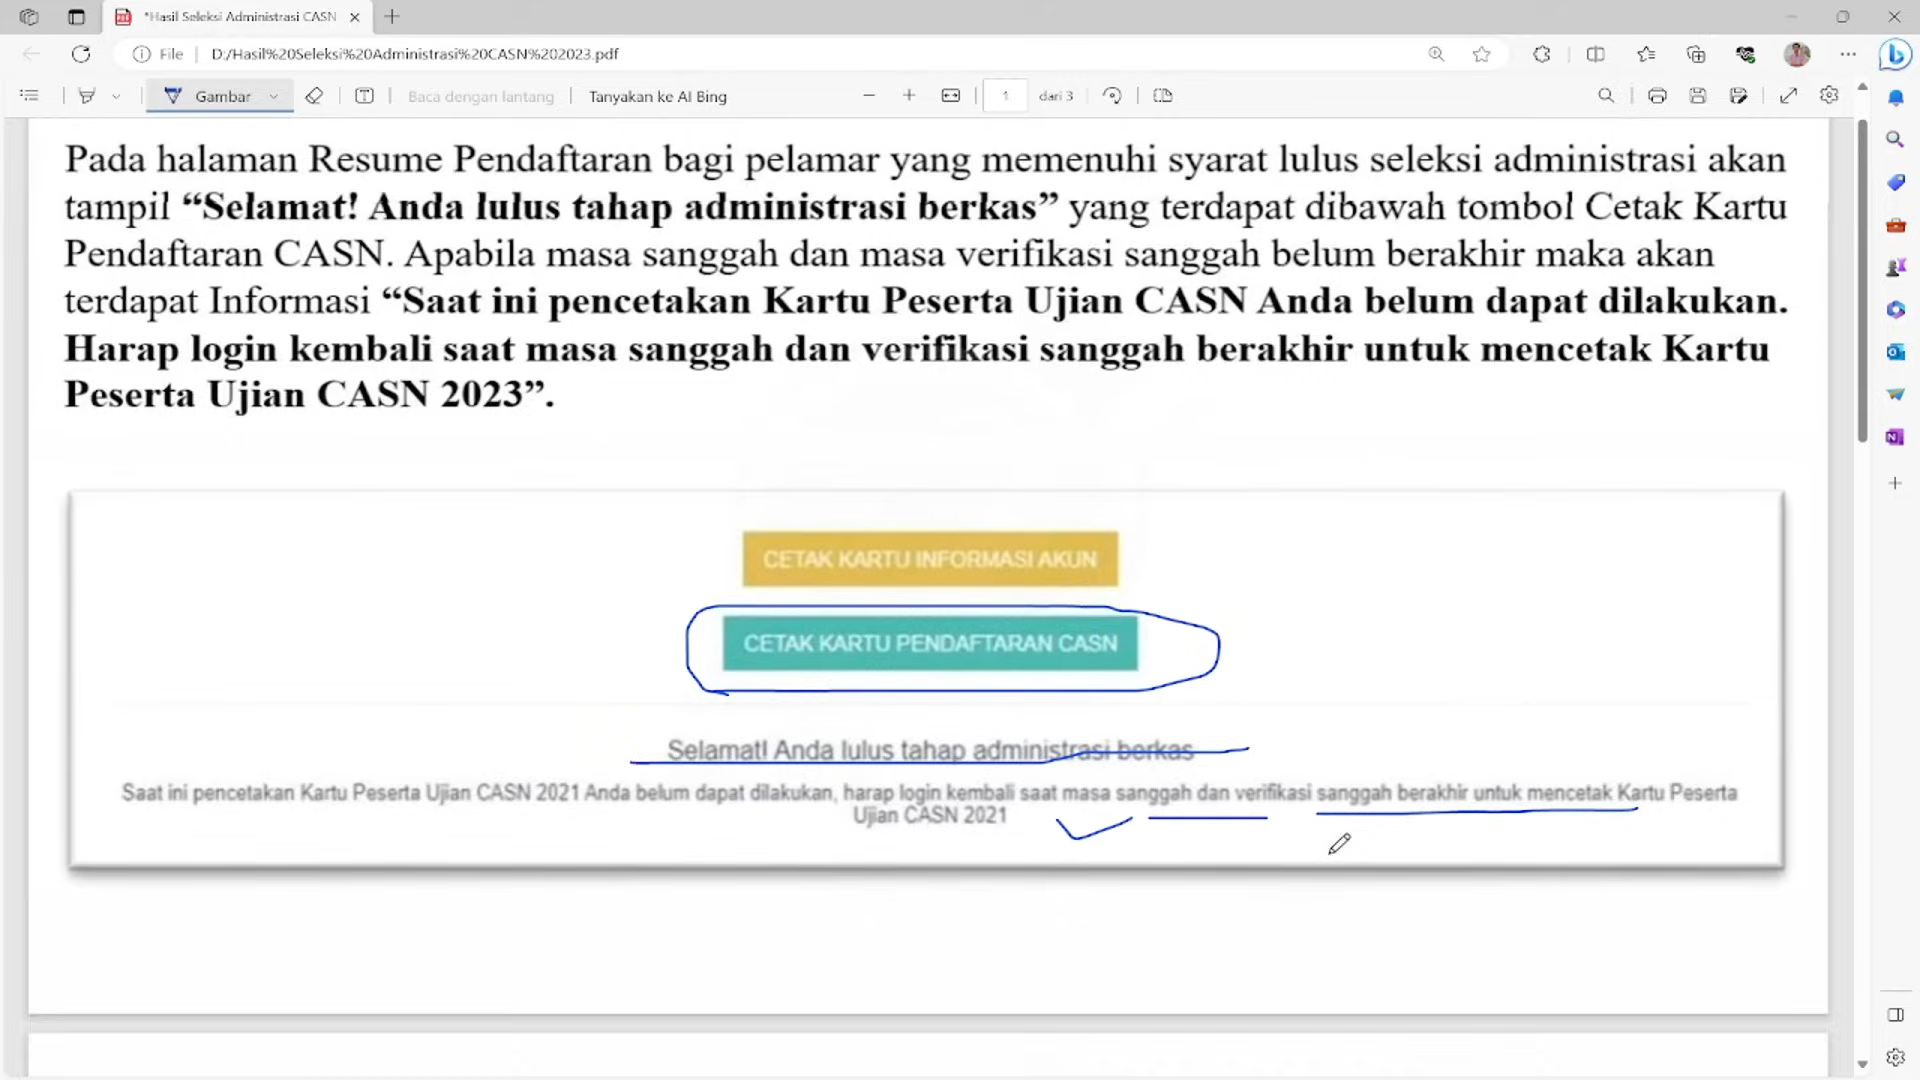 *Hasil Seleksi Administrasi CASN
File
D:/Hasil%20Seleksi%20Administrasi%20CASN%202023.pdf
Gambar
Baca dengan lantang
Tanyakan ke AI Bing
1
dari 3
Pada halaman Resume Pendaftaran bagi pelamar yang memenuhi syarat lulus seleksi administrasi akan
tampil “Selamat! Anda lulus tahap administrasi berkas” yang terdapat dibawah tombol Cetak Kartu
Pendaftaran CASN. Apabila masa sanggah dan masa verifikasi sanggah belum berakhir maka akan
terdapat Informasi “Saat ini pencetakan Kartu Peserta Ujian CASN Anda belum dapat dilakukan.
Harap login kembali saat masa sanggah dan verifikasi sanggah berakhir untuk mencetak Kartu
Peserta Ujian CASN 2023”.
CETAK KARTU INFORMASI AKUN
CETAK KARTU PENDAFTARAN CASN
Selamat! Anda lulus tahap administrasi berkas
Saat ini pencetakan Kartu Peserta Ujian CASN 2021 Anda belum dapat dilakukan, harap login kembali saat masa sanggah dan verifikasi sanggah berakhir untuk mencetak Kartu Peserta
Ujian CASN 2021